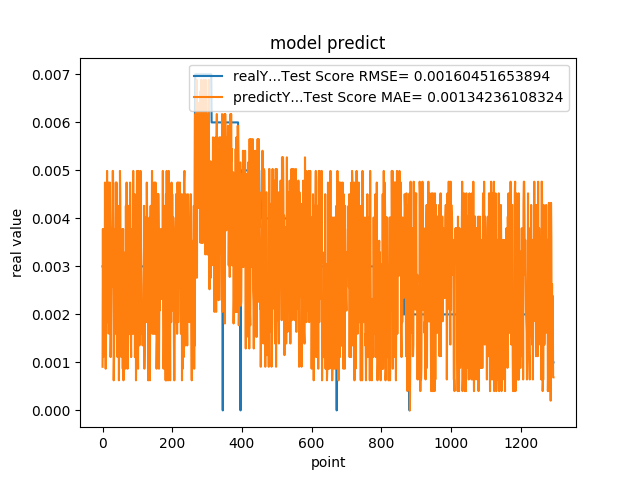 model predict
realY...Test Score RMSE= 0.00160451653894
predictY...Test Score MAE= 0.00134236108324
real value
0.007
0.006
0.005
0.004
0.003
0.002
0.001
0.000
0 200 400 600 800 1000 1200
point